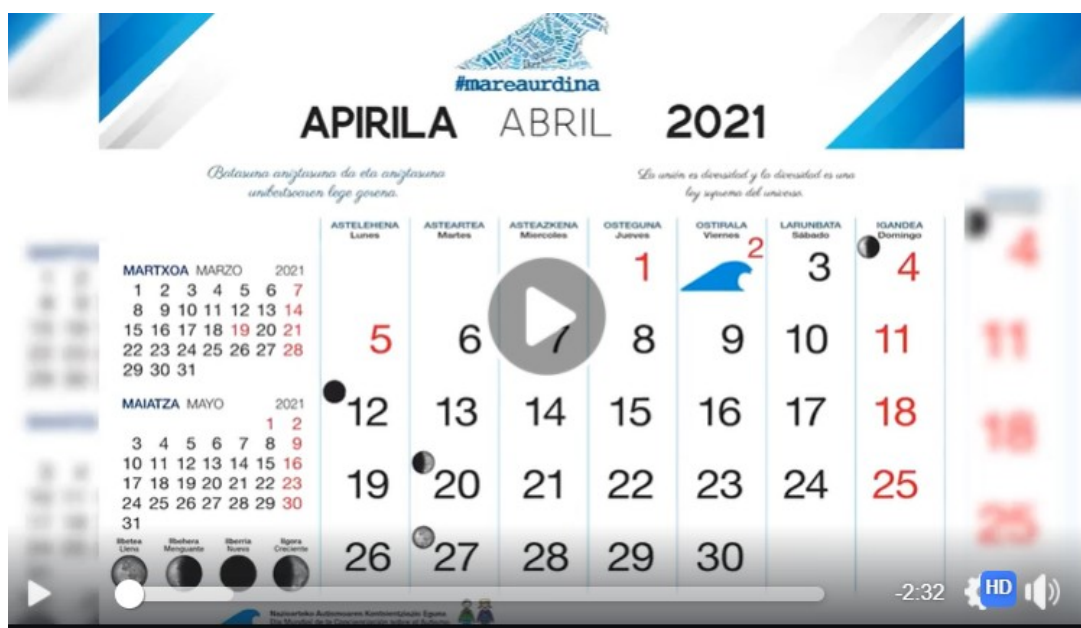 #mareaurdina
APIRILA ABRIL 2021
Batasuna aniztasuna da eta aniztasuna
unibertsoaren lege gorena.
La unión es diversidad y la diversidad es una
ley suprema del universo.
ASTELEHENA ASTEARTEA ASTEAZKENA OSTEGUNA OSTIRALA LARUNBATA IGANDEA
Lunes Martes Miercoles Jueves Viernes Sábado Domingo
1 2 3 4
5 6 7 8 9 10 11
12 13 14 15 16 17 18
19 20 21 22 23 24 25
26 27 28 29 30
MARTXOA MARZO 2021
1 2 3 4 5 6 7
8 9 10 11 12 13 14
15 16 17 18 19 20 21
22 23 24 25 26 27 28
29 30 31
MAIATZA MAYO 2021
1 2
3 4 5 6 7 8 9
10 11 12 13 14 15 16
17 18 19 20 21 22 23
24 25 26 27 28 29 30
31
Ilbetea Ilbehera Ilberria Ilgora
Llena Menguante Nueva Creciente
Nazioarteko Autismoaren Kontzientziazio Eguna
Día Mundial de la Concienciación sobre el Autismo
-2:32 HD